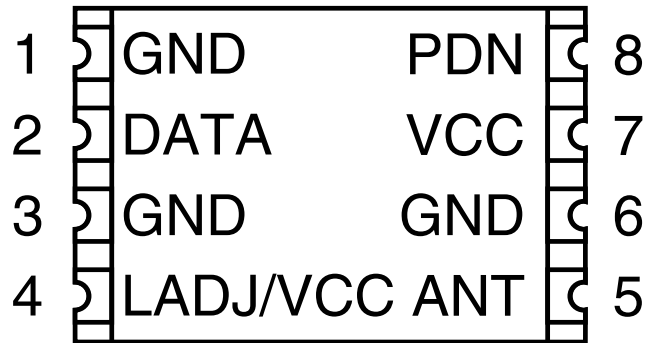 1 GND PDN 8
2 DATA VCC 7
3 GND GND 6
4 LADJ/VCC ANT 5